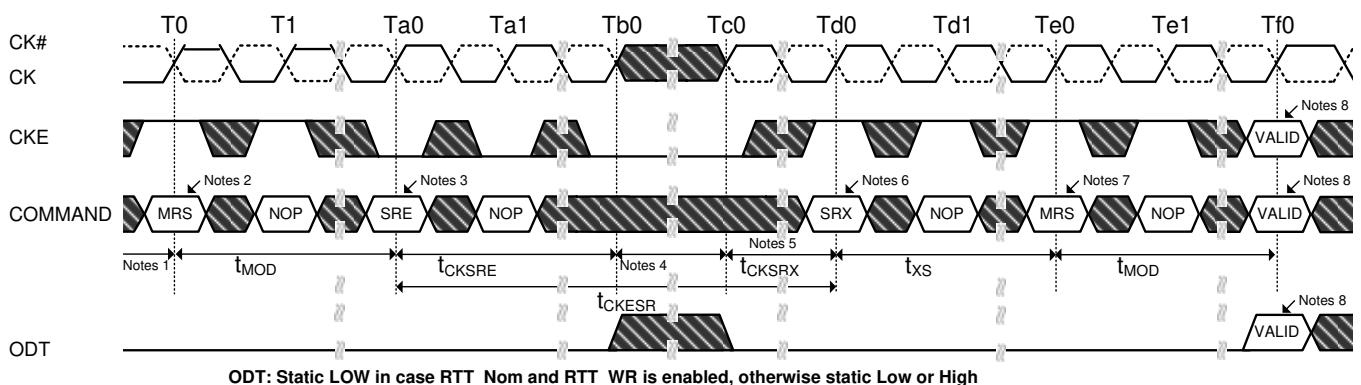 T0 T1 Ta0 Ta1 Tb0 Tc0 Td0 Td1 Te0 Te1 Tf0
CK#
CK
Notes 8
CKE
VALID
Notes 2 Notes 3 Notes 6 Notes 7 Notes 8
COMMAND MRS NOP SRE NOP SRX NOP MRS NOP VALID
Notes 1 tMOD tCKSRE Notes 4 Notes 5 tCKSRX tXS tMOD
tCKESR
Notes 8
ODT
VALID
ODT: Static LOW in case RTT_Nom and RTT_WR is enabled, otherwise static Low or High